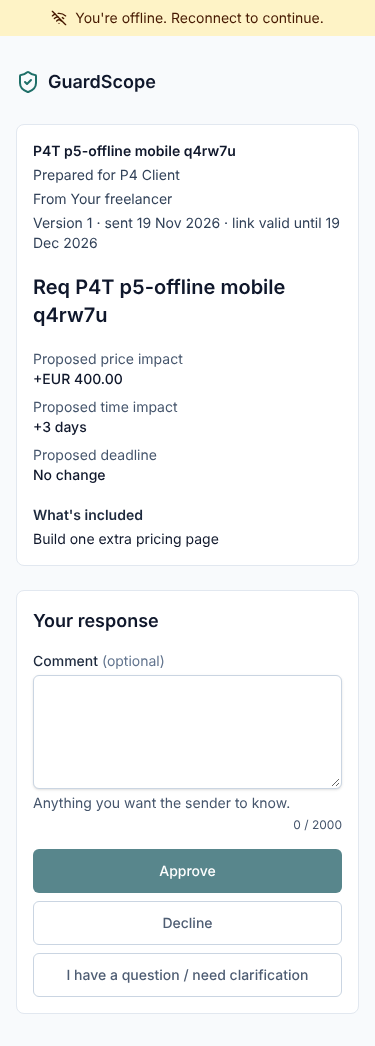 You're offline. Reconnect to continue.
GuardScope
P4T p5-offline mobile q4rw7u
Prepared for P4 Client
From Your freelancer
Version 1 · sent 19 Nov 2026 · link valid until 19
Dec 2026
Req P4T p5-offline mobile
q4rw7u
Proposed price impact
+EUR 400.00
Proposed time impact
+3 days
Proposed deadline
No change
What's included
Build one extra pricing page
Your response
Comment (optional)
Anything you want the sender to know.
0 / 2000
Approve
Decline
I have a question / need clarification